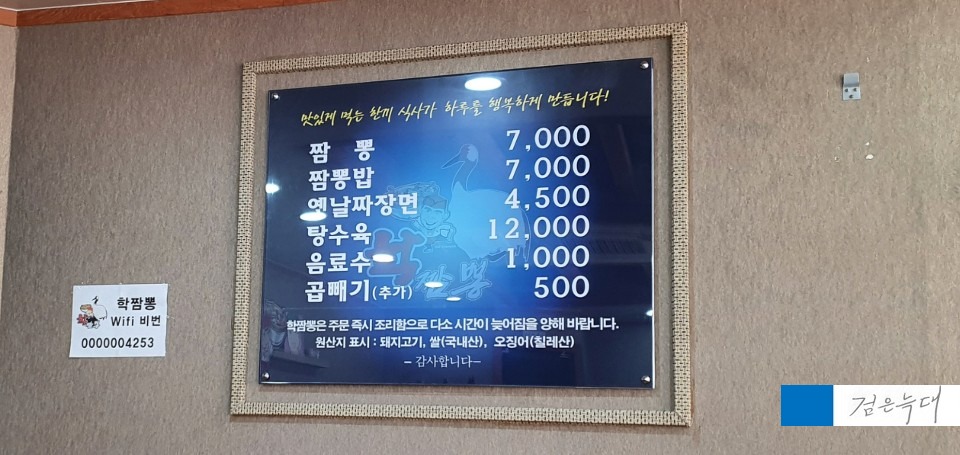 맛있게 먹는 한끼 식사가 하루를 행복하게 만듭니다!
짬 뽕 7,000
짬뽕밥 7,000
옛날짜장면 4,500
탕수육 12,000
음료수 1,000
곱빼기(추가) 500
학짬뽕
학짬뽕은 주문 즉시 조리함으로 다소 시간이 늦어짐을 양해 바랍니다.
원산지 표시 : 돼지고기, 쌀(국내산), 오징어(칠레산)
– 감사합니다 –
학짬뽕
Wifi 비번
0000004253
검은늑대